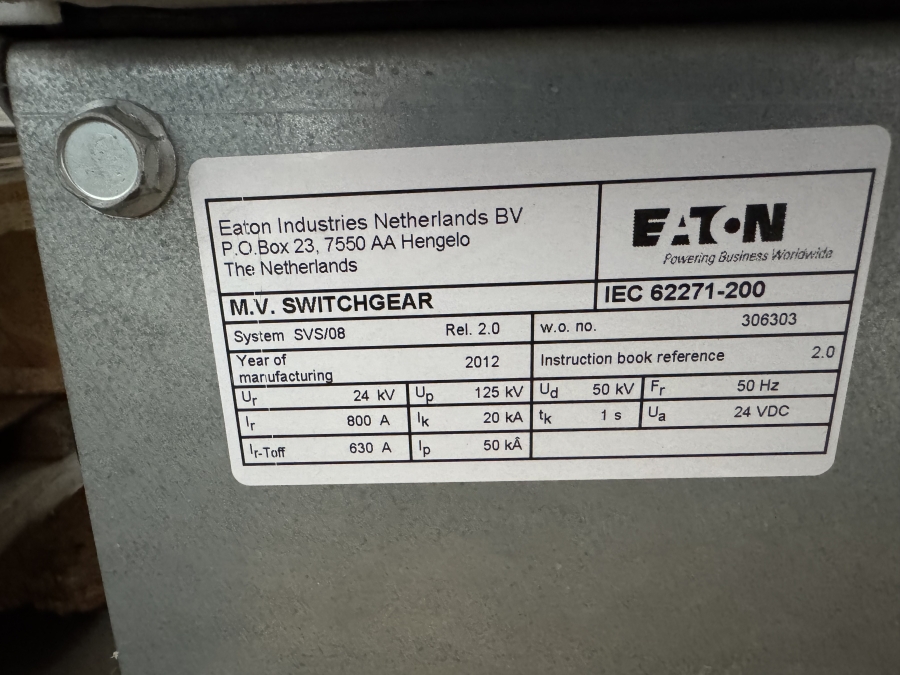 Eaton Industries Netherlands BV
P.O.Box 23, 7550 AA Hengelo
The Netherlands
EATON
Powering Business Worldwide
M.V. SWITCHGEAR
IEC 62271-200
System SVS/08 Rel. 2.0
w.o. no. 306303
Year of
manufacturing 2012
Instruction book reference 2.0
Ur 24 kV Up 125 kV Ud 50 kV Fr 50 Hz
Ir 800 A Ik 20 kA tk 1 s Ua 24 VDC
Ir-Toff 630 A Ip 50 kÂ